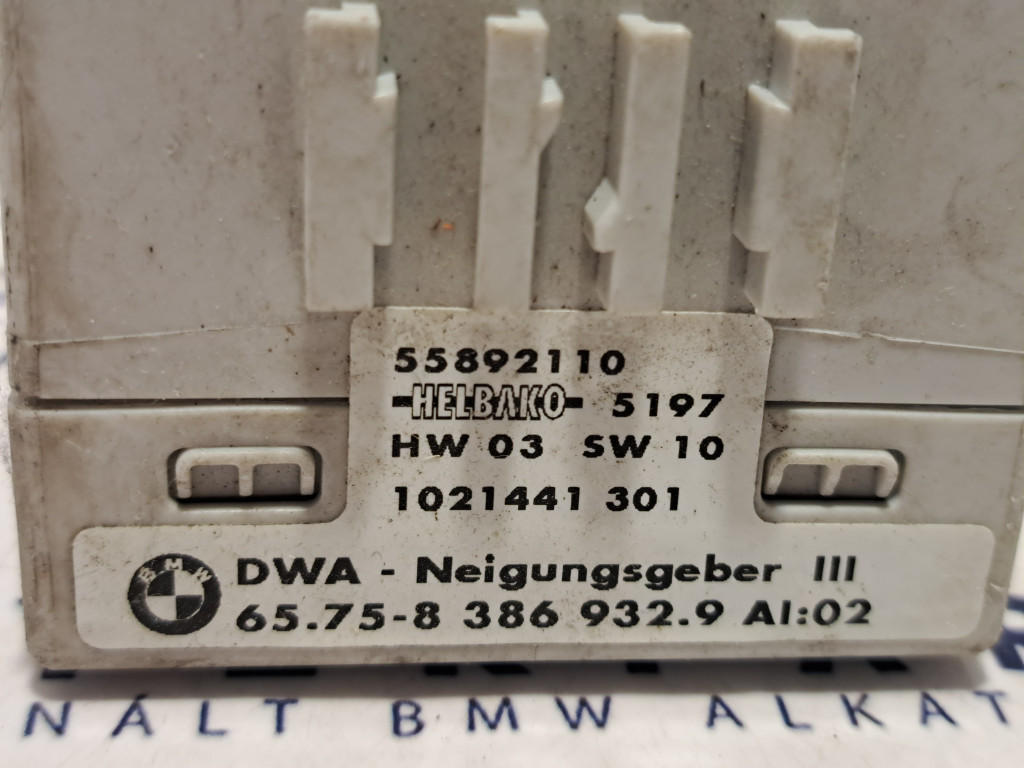 55892110
HELBAKO 5197
HW 03 SW 10
1021441 301
BMW
DWA - Neigungsgeber III
65.75-8 386 932.9 AI:02
NÁLT BMW ALKAT